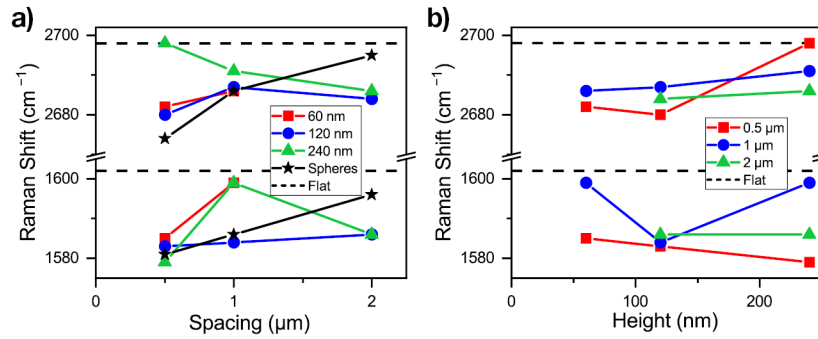 a)
Raman Shift (cm⁻¹)
2700
2680
1600
1580
0
1
2
Spacing (μm)
60 nm
120 nm
240 nm
Spheres
Flat
b)
Raman Shift (cm⁻¹)
2700
2680
1600
1580
0
100
200
Height (nm)
0.5 μm
1 μm
2 μm
Flat